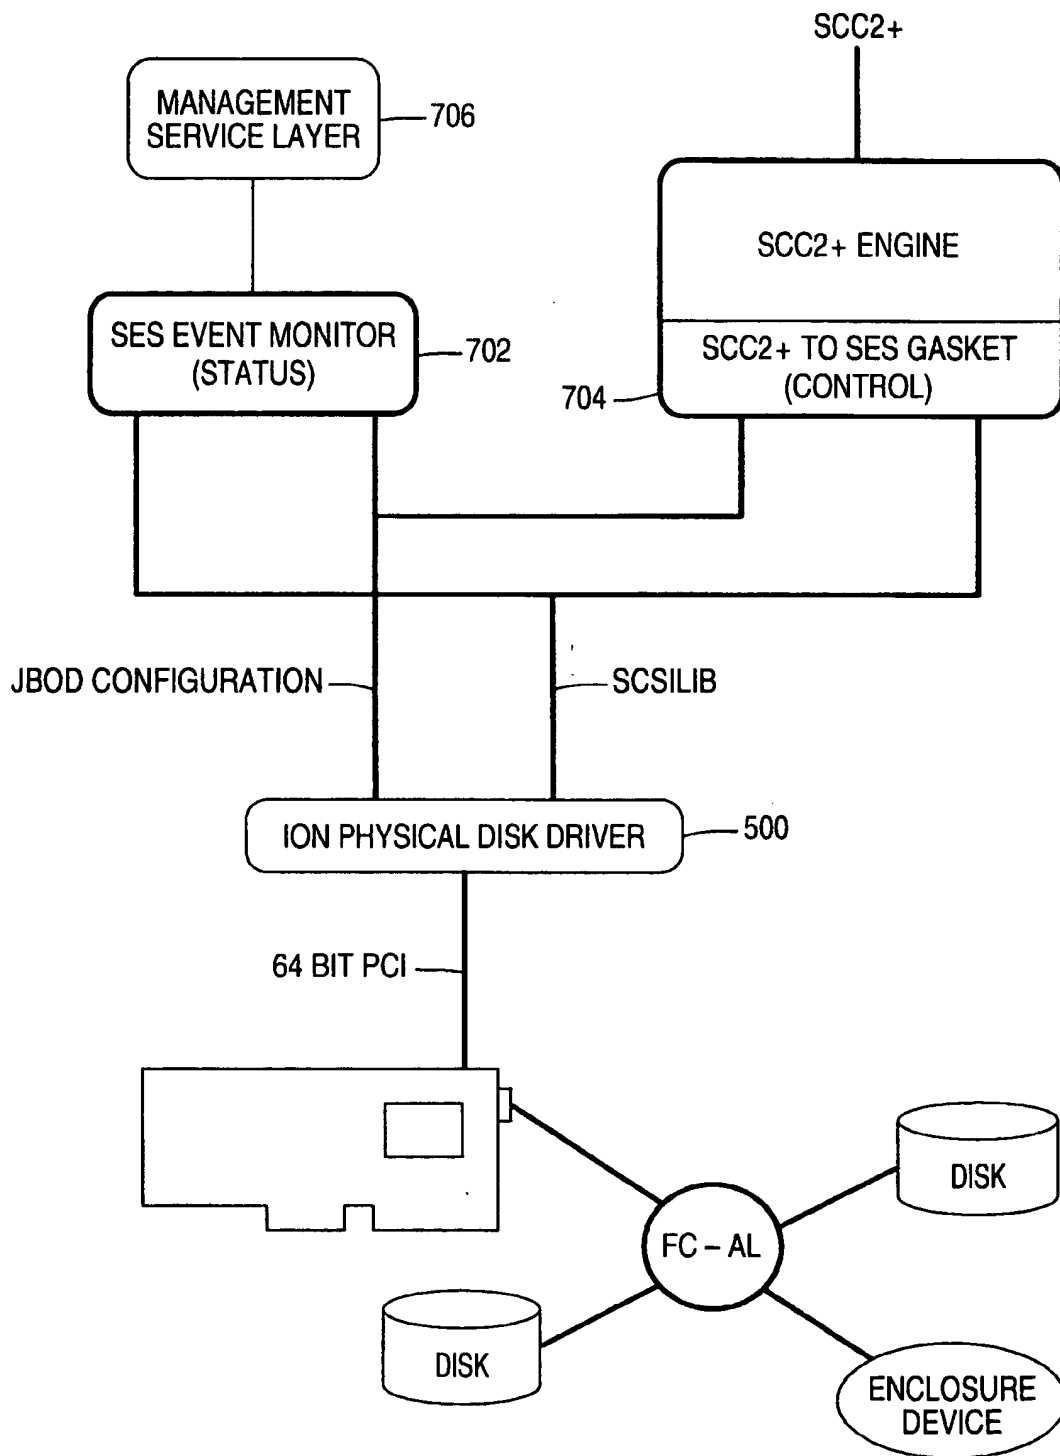 SCC2+
MANAGEMENT
SERVICE LAYER
706
SCC2+ ENGINE
SES EVENT MONITOR
(STATUS)
702
SCC2+ TO SES GASKET
(CONTROL)
704
JBOD CONFIGURATION
SCSILIB
ION PHYSICAL DISK DRIVER
500
64 BIT PCI
DISK
FC – AL
DISK
ENCLOSURE
DEVICE